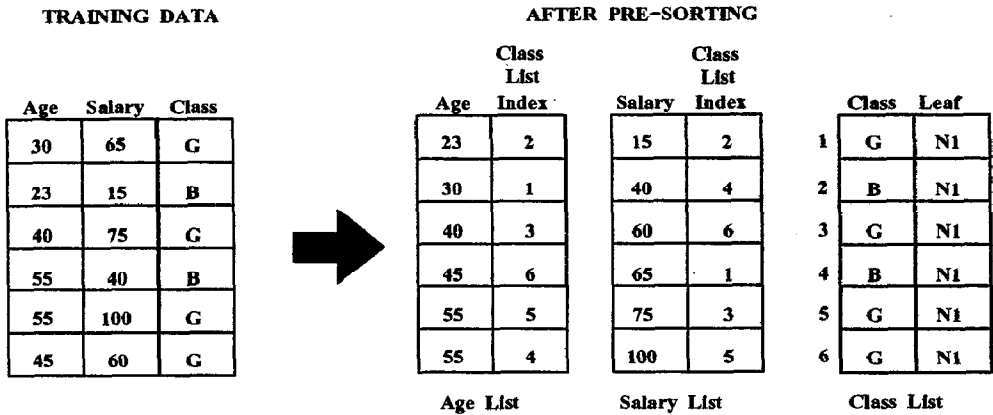 TRAINING DATA
Age Salary Class
30 65 G
23 15 B
40 75 G
55 40 B
55 100 G
45 60 G
AFTER PRE-SORTING
Class List Index
Age
23 2
30 1
40 3
45 6
55 5
55 4
Age List
Class List Index
Salary
15 2
40 4
60 6
65 1
75 3
100 5
Salary List
Class Leaf
1 G N1
2 B N1
3 G N1
4 B N1
5 G N1
6 G N1
Class List